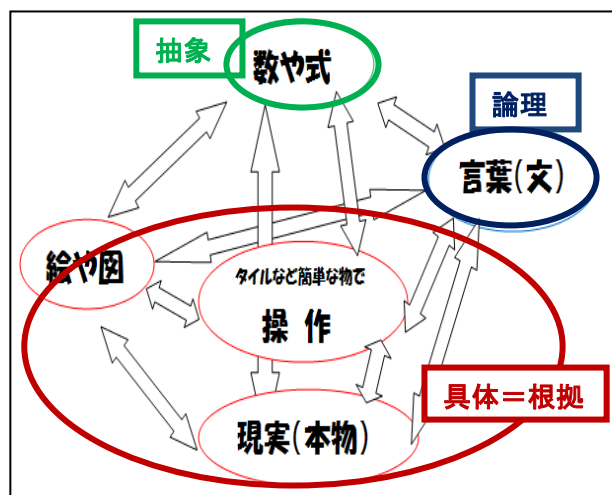 抽象
数や式
論理
言葉(文)
絵や図
タイルなど簡単な物で
操作
具体=根拠
現実(本物)